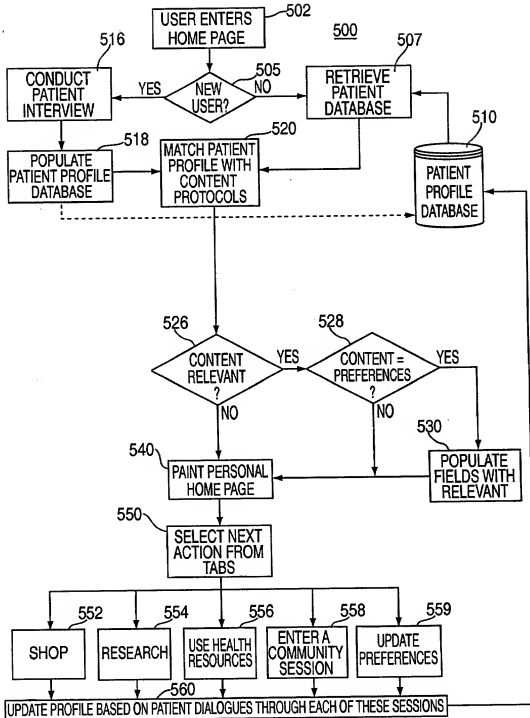 USER ENTERS
HOME PAGE
502
500
516
CONDUCT
PATIENT
INTERVIEW
YES
NEW
USER?
505
NO
507
RETRIEVE
PATIENT
DATABASE
510
PATIENT
PROFILE
DATABASE
518
POPULATE
PATIENT PROFILE
DATABASE
520
MATCH PATIENT
PROFILE WITH
CONTENT
PROTOCOLS
526
CONTENT
RELEVANT
?
YES
NO
528
CONTENT =
PREFERENCES
?
YES
NO
530
POPULATE
FIELDS WITH
RELEVANT
540
PAINT PERSONAL
HOME PAGE
550
SELECT NEXT
ACTION FROM
TABS
552
SHOP
554
RESEARCH
556
USE HEALTH
RESOURCES
558
ENTER A
COMMUNITY
SESSION
559
UPDATE
PREFERENCES
560
UPDATE PROFILE BASED ON PATIENT DIALOGUES THROUGH EACH OF THESE SESSIONS